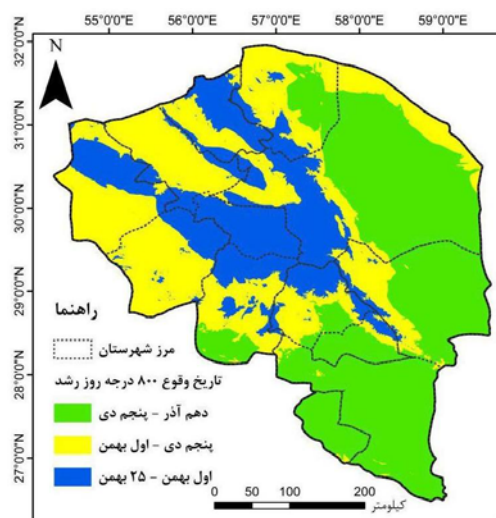 55°0'0"E 56°0'0"E 57°0'0"E 58°0'0"E 59°0'0"E
N
32°0'0"N
31°0'0"N
30°0'0"N
29°0'0"N
28°0'0"N
27°0'0"N
راهنما
مرز شهرستان
تاریخ وقوع ۸۰۰ درجه روز رشد
دهم آذر - پنجم دی
پنجم دی - اول بهمن
اول بهمن - ۲۵ بهمن
0 50 100 200
کیلومتر